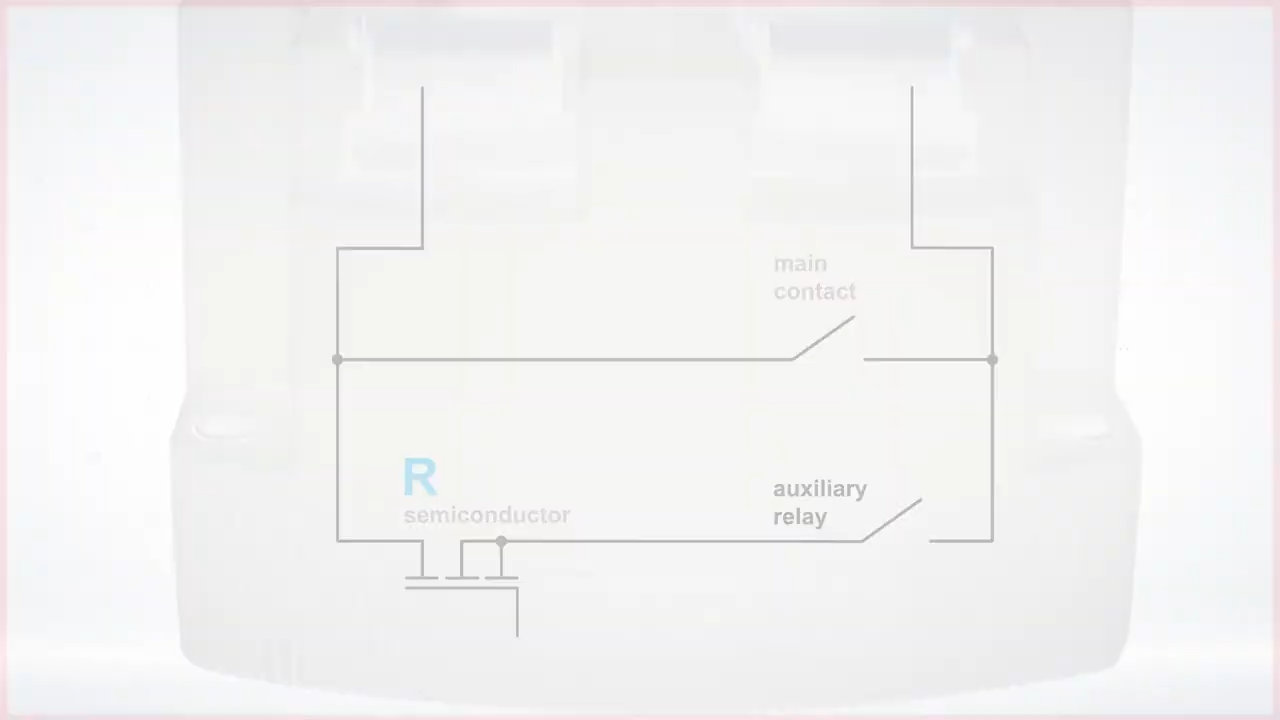 main
contact
R
semiconductor
auxiliary
relay